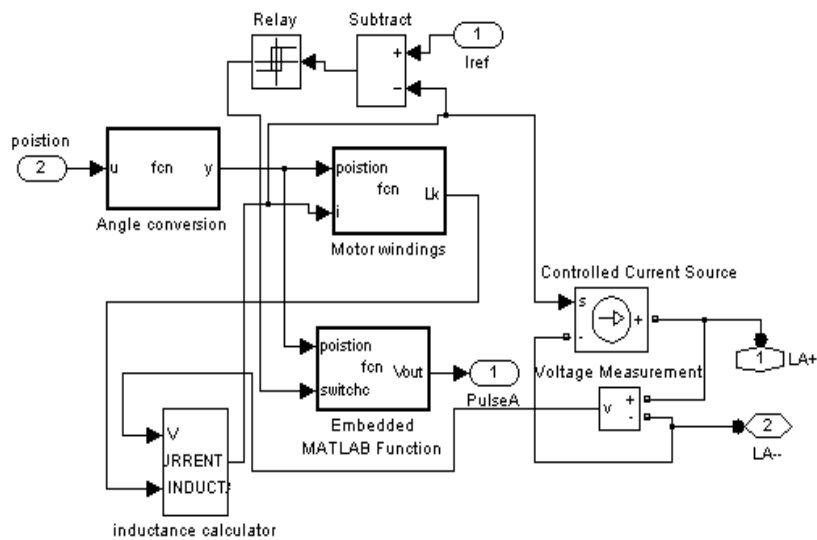 Relay
Subtract
+
−
1
Iref
poistion
2
u fcn y
Angle conversion
poistion
fcn
Lk
i
Motor windings
Controlled Current Source
s
+
-
1
LA+
poistion
fcn
Vout
switchc
1
PulseA
Embedded
MATLAB Function
Voltage Measurement
v
+
-
2
LA--
V
URRENT
INDUCTA
inductance calculator